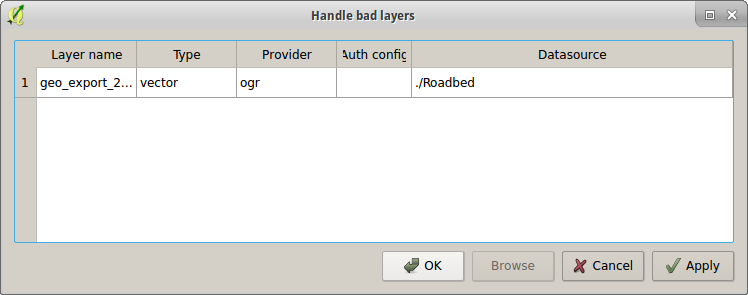 Handle bad layers
Layer name Type Provider Auth config Datasource
1 geo_export_2... vector ogr ./Roadbed
OK Browse Cancel Apply